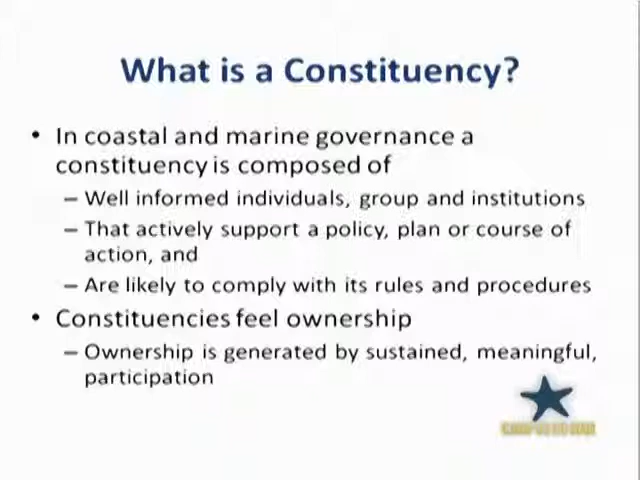 What is a Constituency?
• In coastal and marine governance a
constituency is composed of
– Well informed individuals, group and institutions
– That actively support a policy, plan or course of
action, and
– Are likely to comply with its rules and procedures
• Constituencies feel ownership
– Ownership is generated by sustained, meaningful,
participation